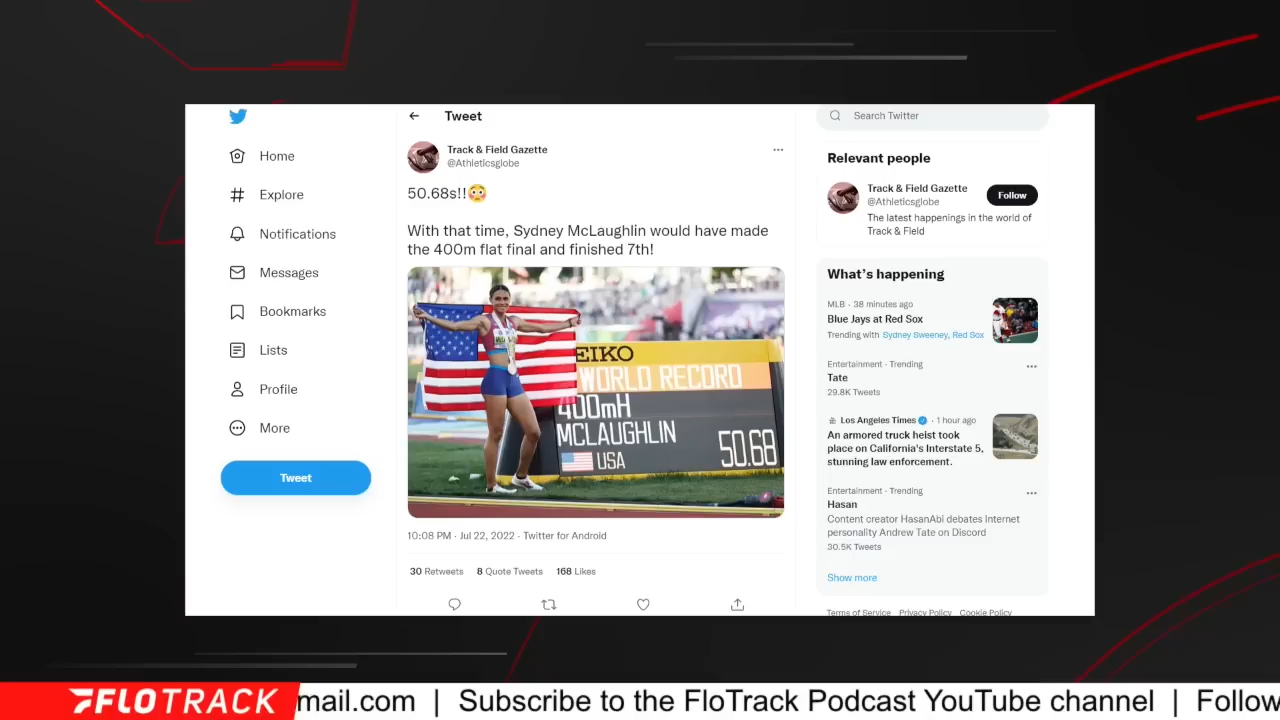 Home
Explore
Notifications
Messages
Bookmarks
Lists
Profile
More
Tweet
Tweet
Track & Field Gazette
@Athleticsglobe
50.68s!!😳
With that time, Sydney McLaughlin would have made
the 400m flat final and finished 7th!
EIKO
WORLD RECORD
400mH
MCLAUGHLIN
USA 50.68
10:08 PM · Jul 22, 2022 · Twitter for Android
30 Retweets 8 Quote Tweets 168 Likes
Search Twitter
Relevant people
Track & Field Gazette
@Athleticsglobe
Follow
The latest happenings in the world of
Track & Field
What's happening
MLB · 38 minutes ago
Blue Jays at Red Sox
Trending with Sydney Sweeney, Red Sox
Entertainment · Trending
Tate
29.8K Tweets
Los Angeles Times · 1 hour ago
An armored truck heist took
place on California's Interstate 5,
stunning law enforcement.
Entertainment · Trending
Hasan
Content creator HasanAbi debates Internet
personality Andrew Tate on Discord
30.5K Tweets
Show more
Terms of Service Privacy Policy Cookie Policy
FLOTRACK
mail.com | Subscribe to the FloTrack Podcast YouTube channel | Follow